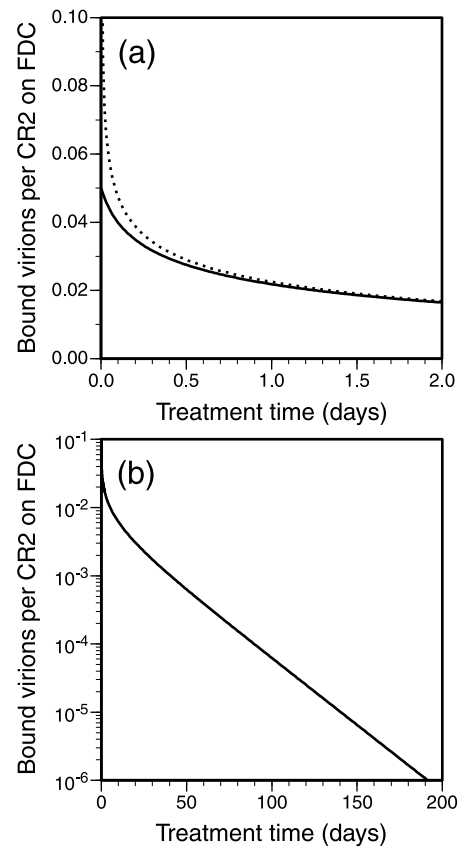 (a)
Bound virions per CR2 on FDC
0.10
0.08
0.06
0.04
0.02
0.00
0.0 0.5 1.0 1.5 2.0
Treatment time (days)
(b)
Bound virions per CR2 on FDC
10⁻¹
10⁻²
10⁻³
10⁻⁴
10⁻⁵
10⁻⁶
0 50 100 150 200
Treatment time (days)